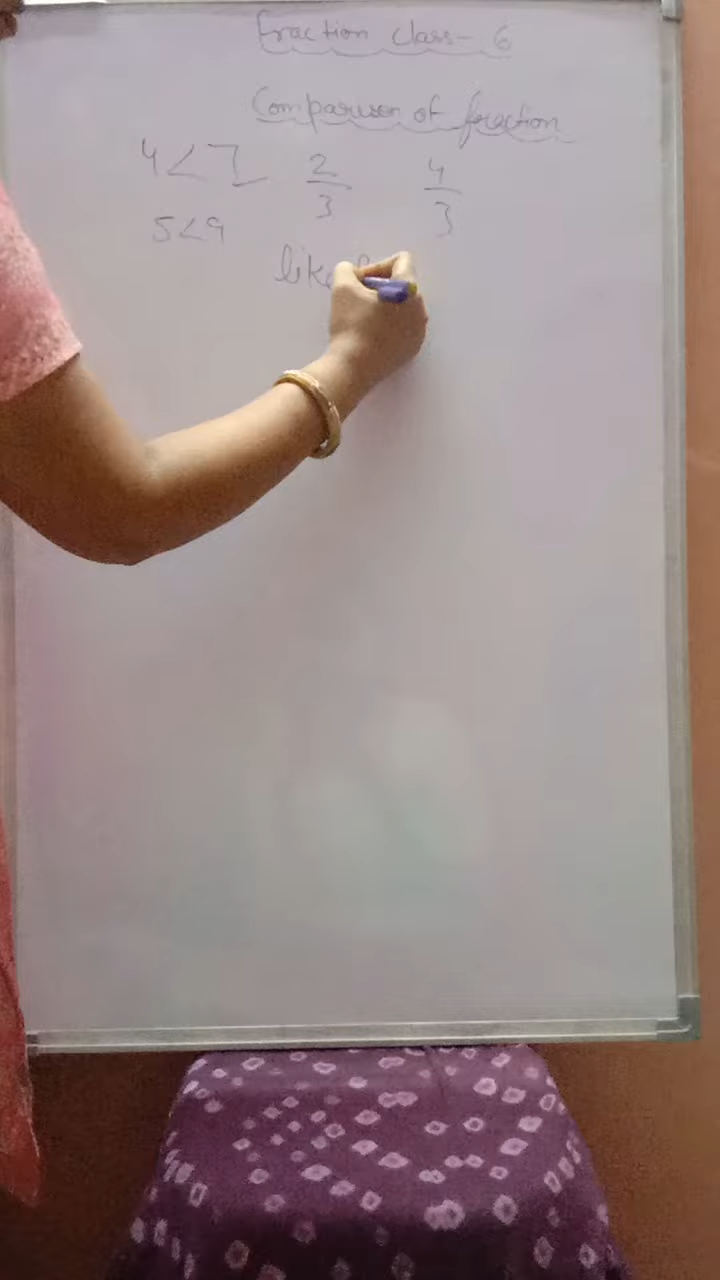 Fraction class- 6
Comparison of fraction
4 < 7 2/3 4/3
5 < 9
like